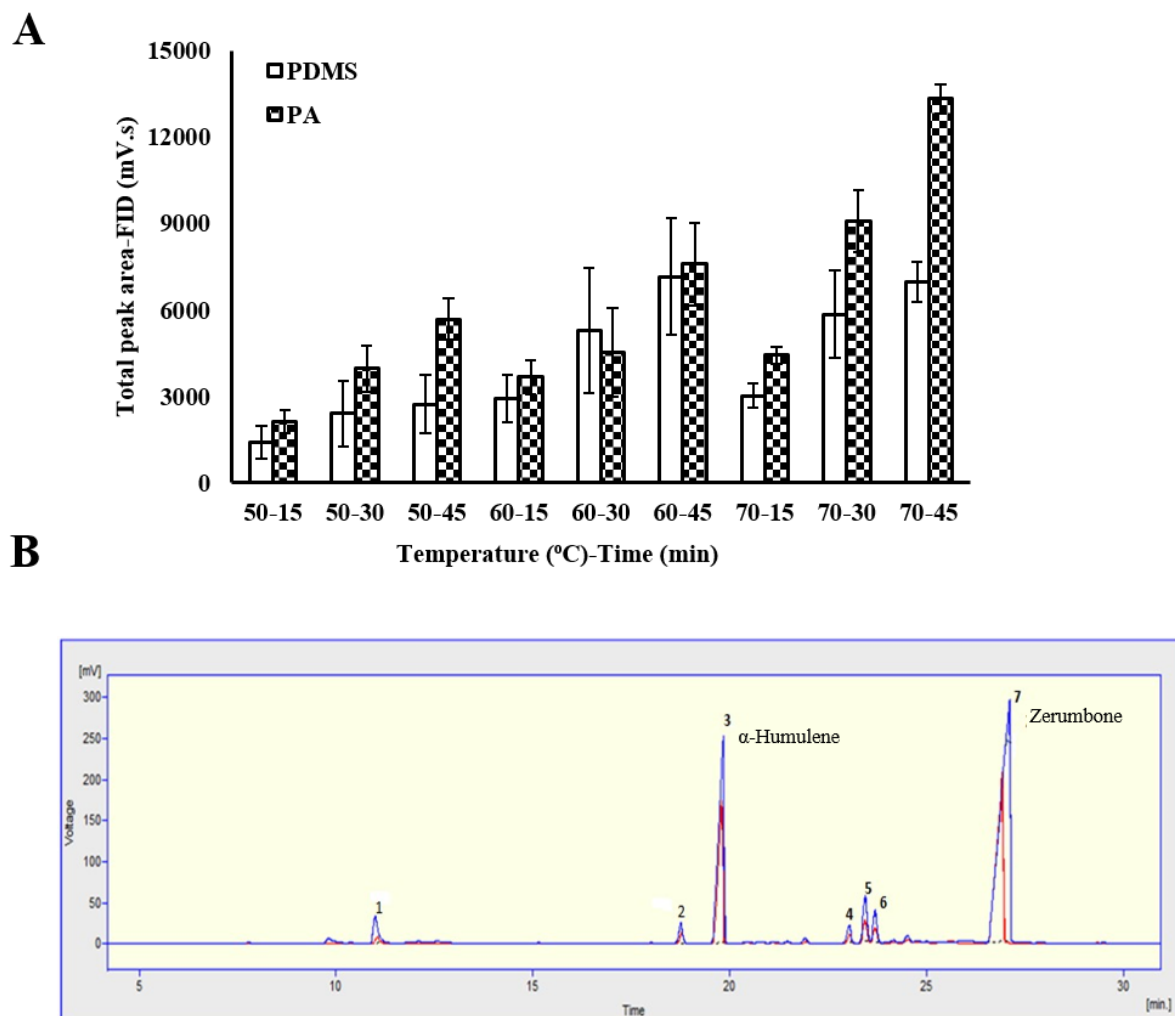 A
15000
12000
9000
6000
3000
0
Total peak area-FID (mV.s)
PDMS
PA
50-15 50-30 50-45 60-15 60-30 60-45 70-15 70-30 70-45
Temperature (ºC)-Time (min)
B
[mV]
300
250
200
150
100
50
0
Voltage
1
2
3
α-Humulene
4
5
6
7
Zerumbone
5 10 15 20 25 30
Time
[min.]